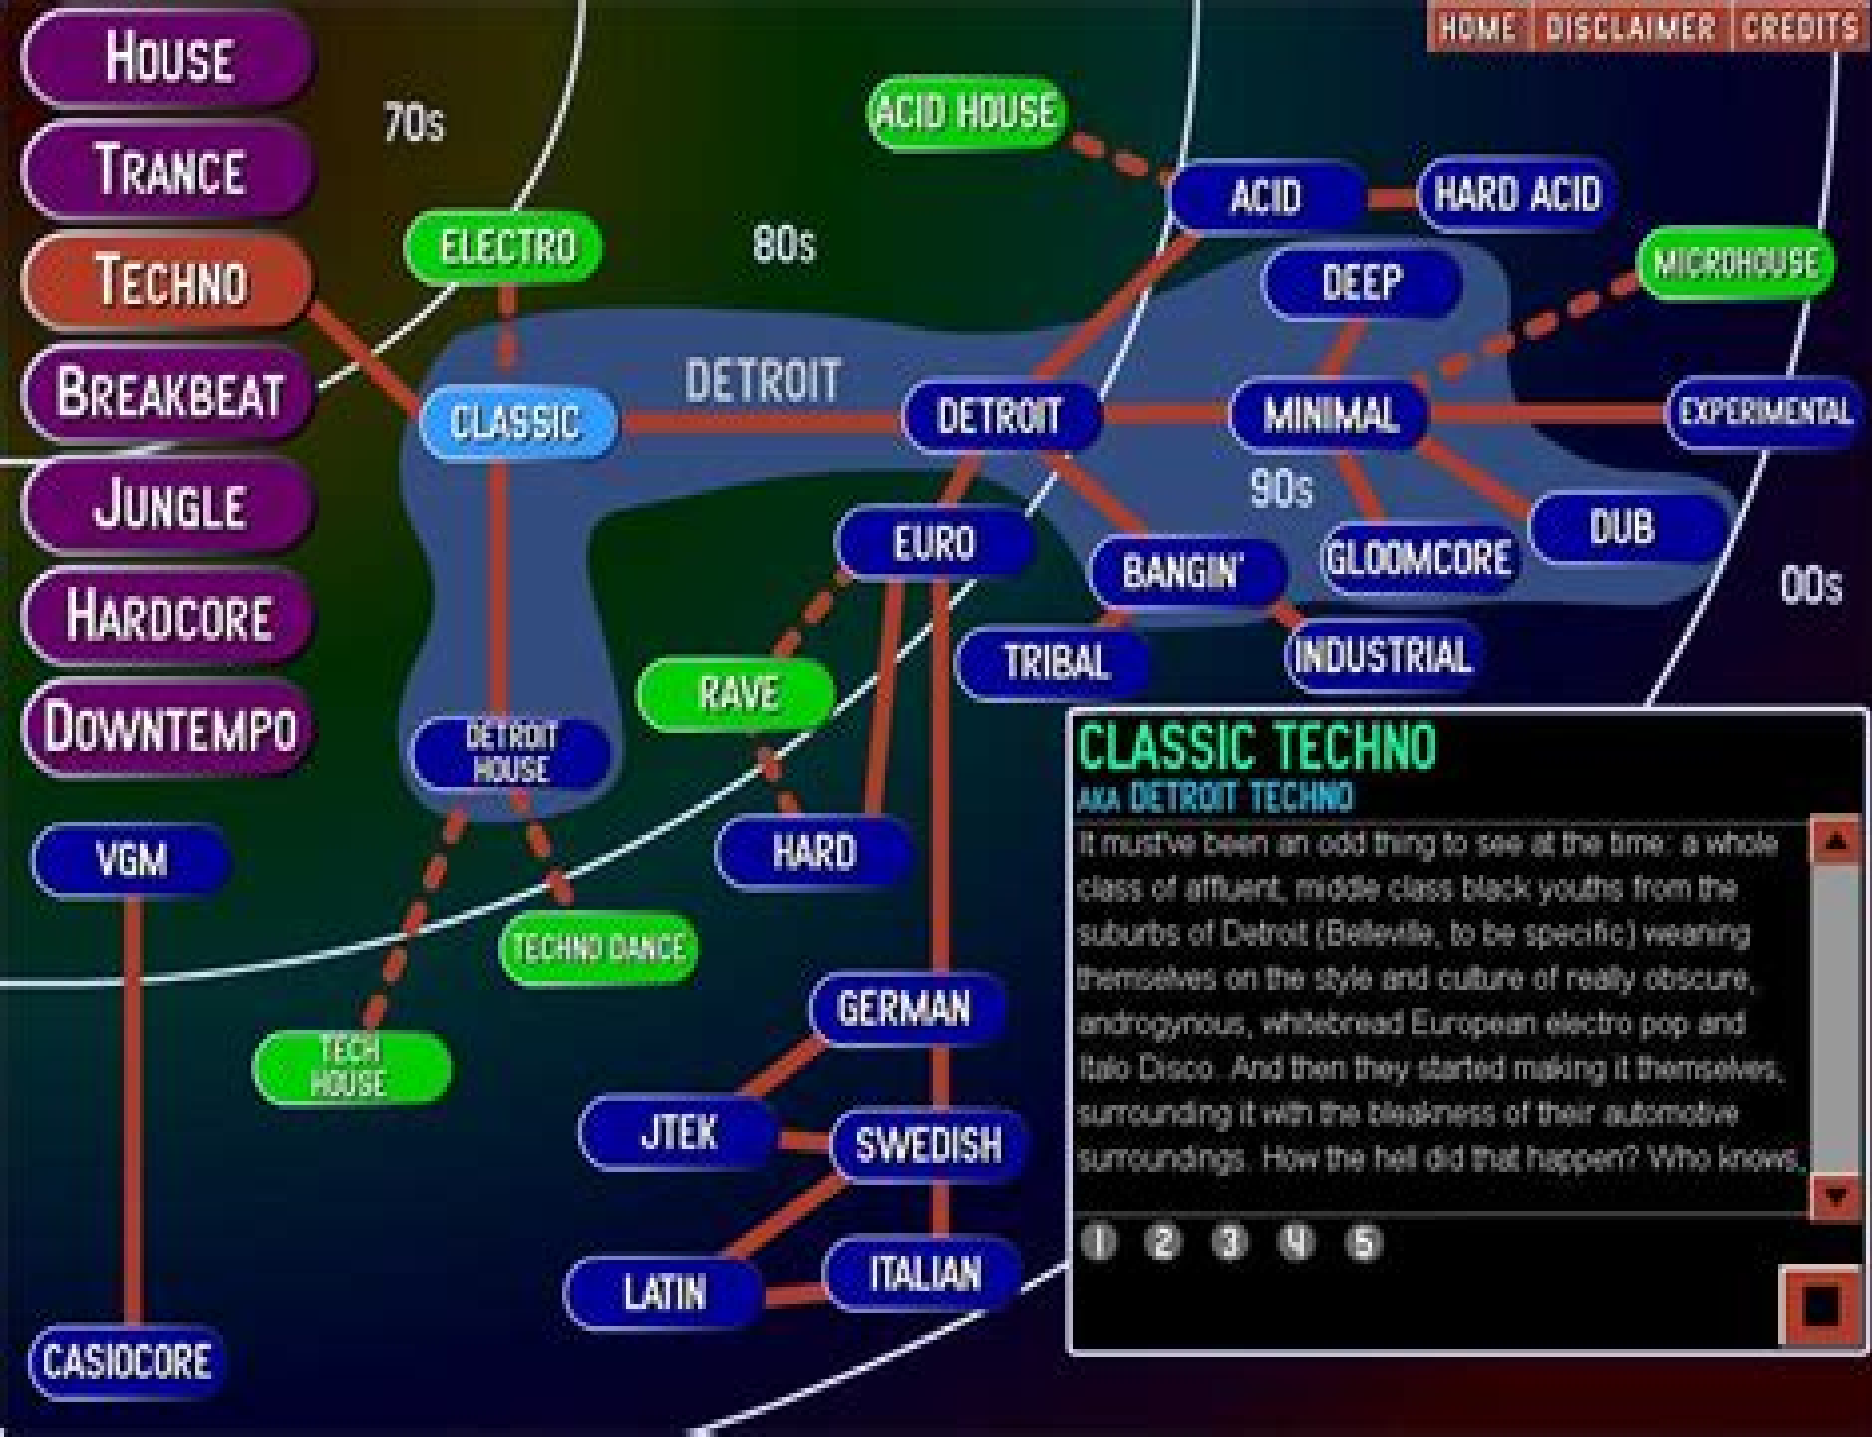 HOME
DISCLAIMER
CREDITS
HOUSE
TRANCE
TECHNO
BREAKBEAT
JUNGLE
HARDCORE
DOWNTEMPO
70s
80s
90s
00s
ACID HOUSE
ACID
HARD ACID
ELECTRO
DEEP
MICROHOUSE
DETROIT
CLASSIC
DETROIT
MINIMAL
EXPERIMENTAL
EURO
BANGIN'
GLOOMCORE
DUB
TRIBAL
INDUSTRIAL
RAVE
DETROIT
HOUSE
HARD
VGM
TECHNO DANCE
TECH
HOUSE
GERMAN
JTEK
SWEDISH
LATIN
ITALIAN
CASIOCORE
CLASSIC TECHNO
AKA DETROIT TECHNO
It must've been an odd thing to see at the time: a whole
class of affluent, middle class black youths from the
suburbs of Detroit (Belleville, to be specific) weaning
themselves on the style and culture of really obscure,
androgynous, whitebread European electro pop and
Italo Disco. And then they started making it themselves,
surrounding it with the bleakness of their automotive
surroundings. How the hell did that happen? Who knows,
1 2 3 4 5